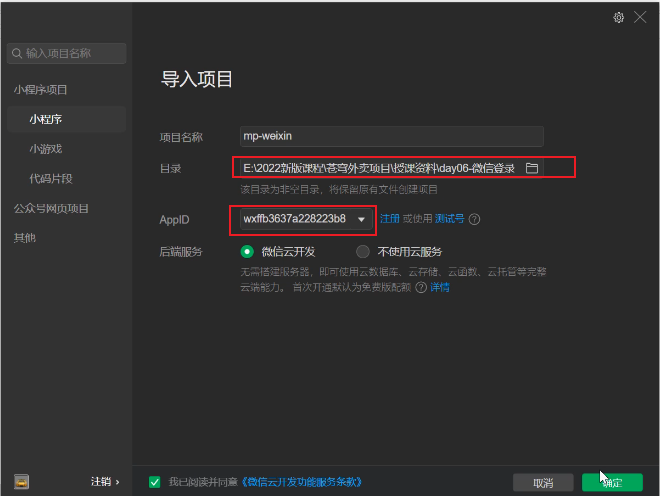 输入项目名称
导入项目
小程序项目
小程序
小游戏
代码片段
公众号网页项目
其他
项目名称
mp-weixin
目录
E:\2022新版课程\苍穹外卖项目\授课资料\day06-微信登录
该目录为非空目录，将保留原有文件创建项目
AppID
wxffb3637a228223b8
注册 或使用 测试号 ?
后端服务
微信云开发
不使用云服务
无需搭建服务器，即可使用云数据库、云存储、云函数、云托管等完整
云端能力。 首次开通默认为免费版配额 ? 详情
注销 ›
我已阅读并同意《微信云开发功能服务条款》
取消
确定